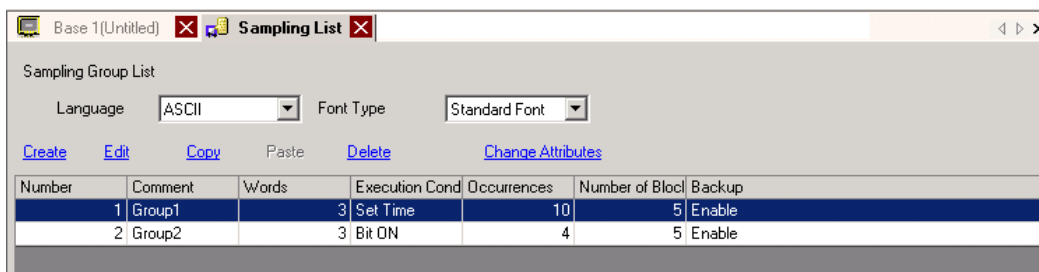 Base 1(Untitled) Sampling List
Sampling Group List
Language ASCII Font Type Standard Font
Create Edit Copy Paste Delete Change Attributes
Number Comment Words Execution Cond Occurrences Number of Blocl Backup
1 Group1 3 Set Time 10 5 Enable
2 Group2 3 Bit ON 4 5 Enable